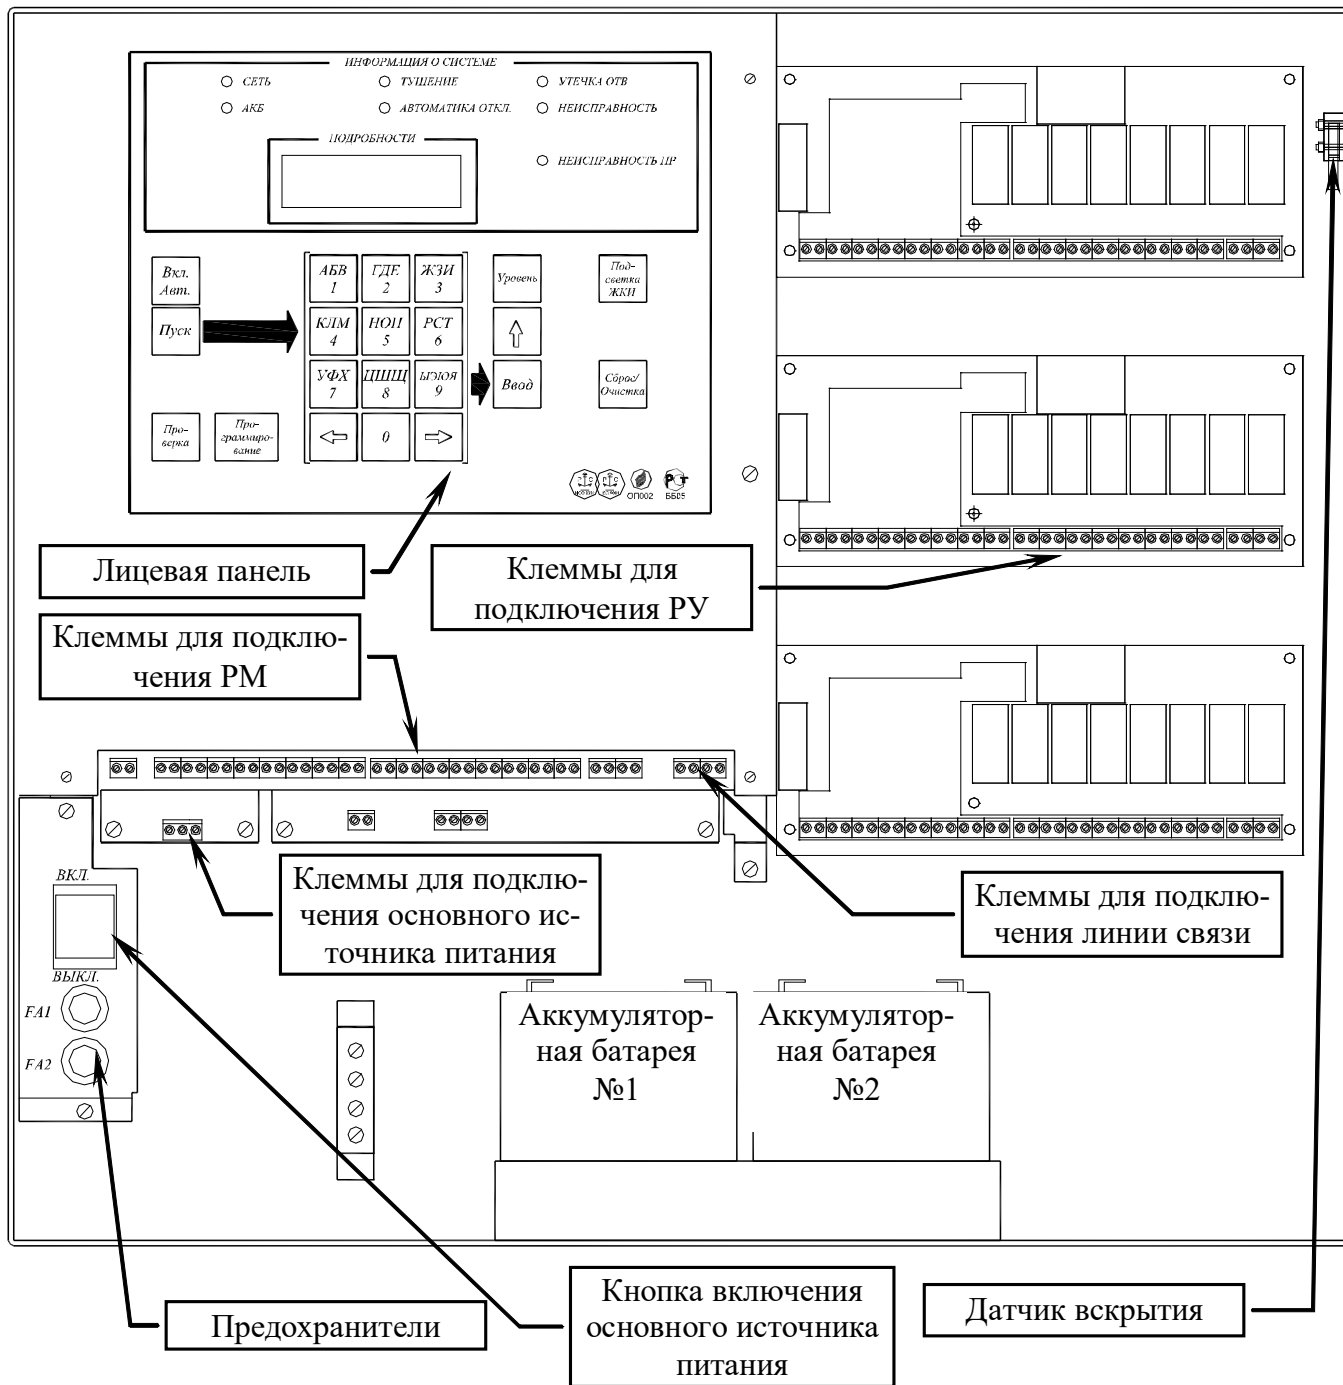 ИНФОРМАЦИЯ О СИСТЕМЕ
СЕТЬ
ТУШЕНИЕ
УТЕЧКА ОТВ
АКБ
АВТОМАТИКА ОТКЛ.
НЕИСПРАВНОСТЬ
ПОДРОБНОСТИ
НЕИСПРАВНОСТЬ ПР
Вкл.
Авт.
АБВ
1
ГДЕ
2
ЖЗИ
3
Уровень
Под-
светка
ЖКИ
Пуск
КЛМ
4
НОП
5
РСТ
6
УФХ
7
ЦШЩ
8
ЫЭЮЯ
9
Ввод
Сброс/
Очистка
Про-
верка
Про-
граммиро-
вание
0
ОП002
ББ05
Лицевая панель
Клеммы для
подключения РУ
Клеммы для подклю-
чения РМ
Клеммы для подклю-
чения основного ис-
точника питания
Клеммы для подклю-
чения линии связи
ВКЛ.
ВЫКЛ.
FA1
FA2
Аккумулятор-
ная батарея
№1
Аккумулятор-
ная батарея
№2
Предохранители
Кнопка включения
основного источника
питания
Датчик вскрытия